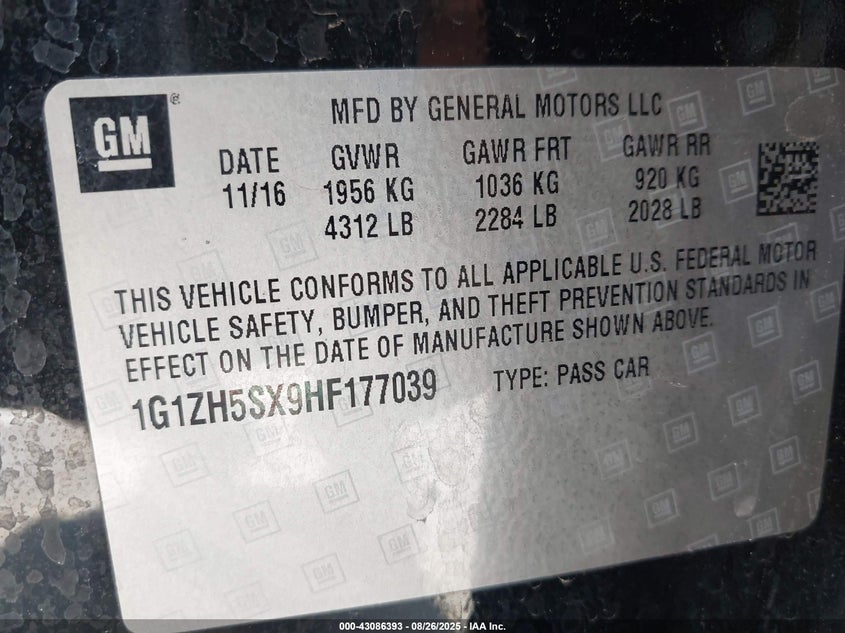 GM
MFD BY GENERAL MOTORS LLC
DATE GVWR GAWR FRT GAWR RR
11/16 1956 KG 1036 KG 920 KG
4312 LB 2284 LB 2028 LB
THIS VEHICLE CONFORMS TO ALL APPLICABLE U.S. FEDERAL MOTOR
VEHICLE SAFETY, BUMPER, AND THEFT PREVENTION STANDARDS IN
EFFECT ON THE DATE OF MANUFACTURE SHOWN ABOVE.
1G1ZH5SX9HF177039 TYPE: PASS CAR
000-43086393 - 08/26/2025 - IAA Inc.